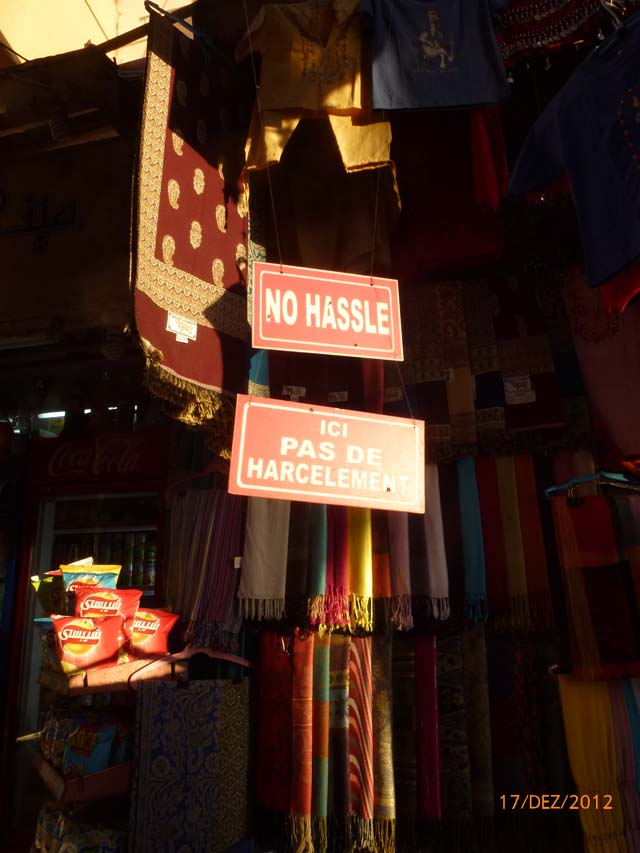 NO HASSLE
ICI
PAS DE
HARCELEMENT
Coca-Cola
شيبسي
شيبسي
17/DEZ/2012